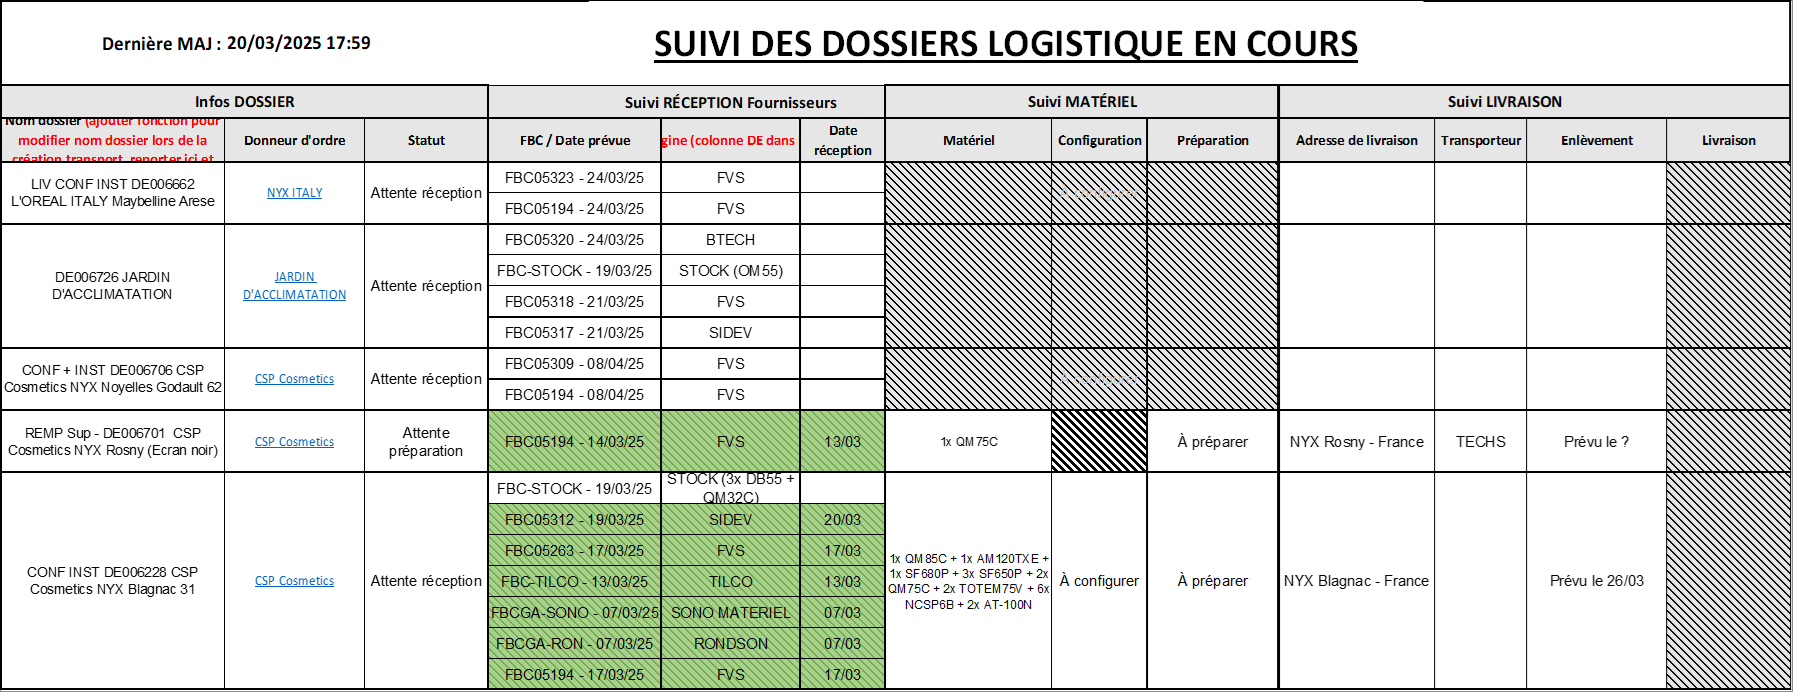 Dernière MAJ : 20/03/2025 17:59
SUIVI DES DOSSIERS LOGISTIQUE EN COURS
Infos DOSSIER
Suivi RÉCEPTION Fournisseurs
Suivi MATÉRIEL
Suivi LIVRAISON
Nom dossier (ajouter fonction pour
modifier nom dossier lors de la
création transport, reporter ici et
Donneur d'ordre
Statut
FBC / Date prévue
gine (colonne DE dans
Date
réception
Matériel
Configuration
Préparation
Adresse de livraison
Transporteur
Enlèvement
Livraison
LIV CONF INST DE006662
L'OREAL ITALY Maybelline Arese
NYX ITALY
Attente réception
FBC05323 - 24/03/25
FVS
FBC05194 - 24/03/25
FVS
DE006726 JARDIN
D'ACCLIMATATION
JARDIN
D'ACCLIMATATION
Attente réception
FBC05320 - 24/03/25
BTECH
FBC-STOCK - 19/03/25
STOCK (OM55)
FBC05318 - 21/03/25
FVS
FBC05317 - 21/03/25
SIDEV
CONF + INST DE006706 CSP
Cosmetics NYX Noyelles Godault 62
CSP Cosmetics
Attente réception
FBC05309 - 08/04/25
FVS
FBC05194 - 08/04/25
FVS
REMP Sup - DE006701 CSP
Cosmetics NYX Rosny (Ecran noir)
CSP Cosmetics
Attente
préparation
FBC05194 - 14/03/25
FVS
13/03
1x QM75C
À préparer
NYX Rosny - France
TECHS
Prévu le ?
CONF INST DE006228 CSP
Cosmetics NYX Blagnac 31
CSP Cosmetics
Attente réception
FBC-STOCK - 19/03/25
STOCK (3x DB55 +
QM32C)
FBC05312 - 19/03/25
SIDEV
20/03
FBC05263 - 17/03/25
FVS
17/03
FBC-TILCO - 13/03/25
TILCO
13/03
FBCGA-SONO - 07/03/25
SONO MATERIEL
07/03
FBCGA-RON - 07/03/25
RONDSON
07/03
FBC05194 - 17/03/25
FVS
17/03
1x QM85C + 1x AM120TXE +
1x SF680P + 3x SF650P + 2x
QM75C + 2x TOTEM75V + 6x
NCSP6B + 2x AT-100N
À configurer
À préparer
NYX Blagnac - France
Prévu le 26/03